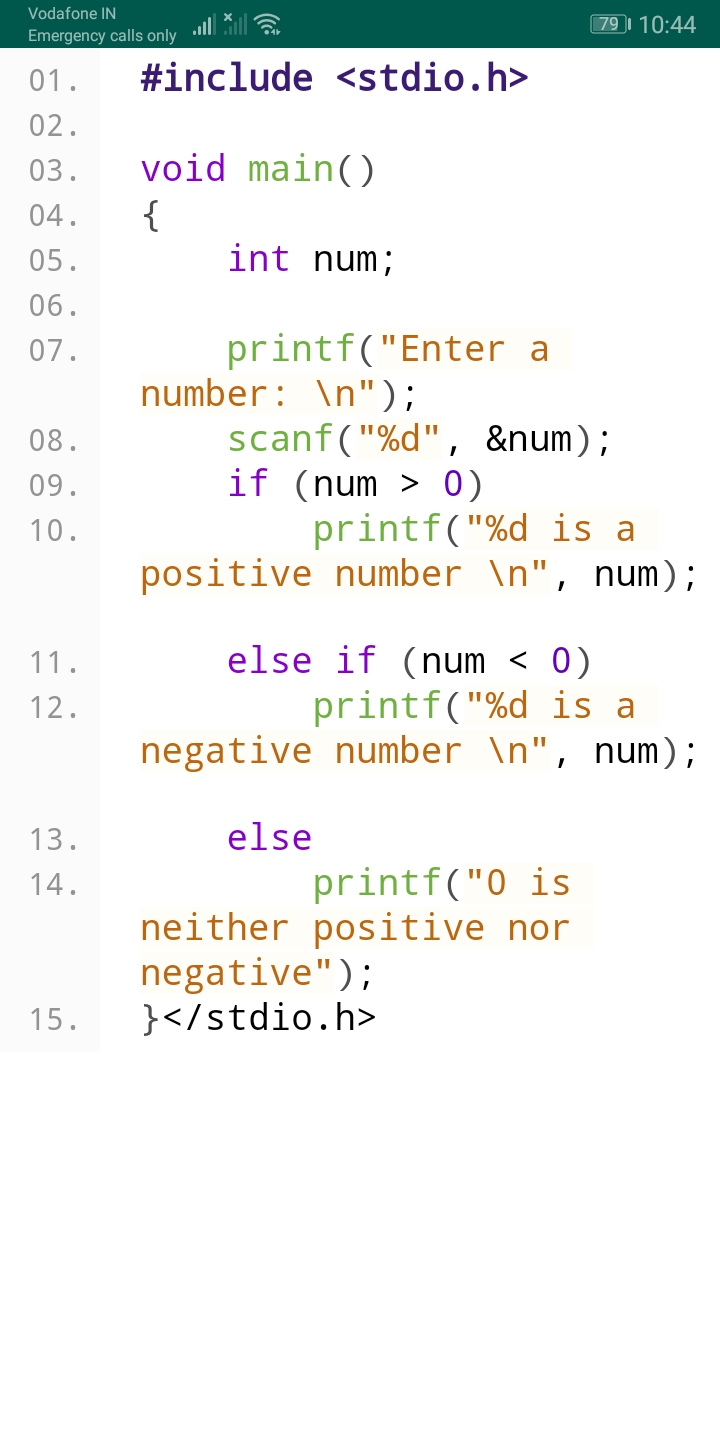 Vodafone IN
Emergency calls only
79 10:44
01. #include <stdio.h>
02.
03. void main()
04. {
05. int num;
06.
07. printf("Enter a
number: \n");
08. scanf("%d", &num);
09. if (num > 0)
10. printf("%d is a
positive number \n", num);
11. else if (num < 0)
12. printf("%d is a
negative number \n", num);
13. else
14. printf("0 is
neither positive nor
negative");
15. }</stdio.h>